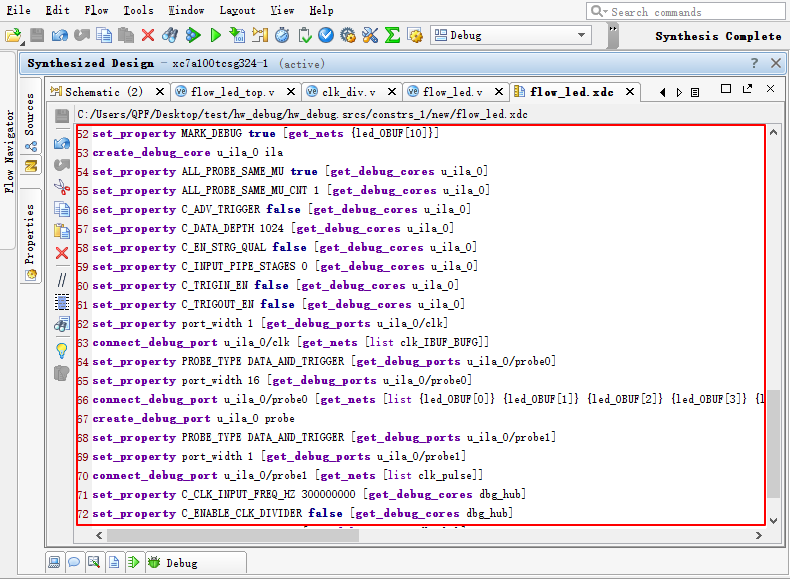 File Edit Flow Tools Window Layout View Help
Search commands
Debug
Synthesis Complete
Synthesized Design - xc7a100tcsg324-1 (active)
Flow Navigator
Sources
Properties
Schematic (2) flow_led_top.v clk_div.v flow_led.v flow_led.xdc
C:/Users/QPF/Desktop/test/hw_debug/hw_debug.srcs/constrs_1/new/flow_led.xdc
52 set_property MARK_DEBUG true [get_nets {led_OBUF[10]}]
53 create_debug_core u_ila_0 ila
54 set_property ALL_PROBE_SAME_MU true [get_debug_cores u_ila_0]
55 set_property ALL_PROBE_SAME_MU_CNT 1 [get_debug_cores u_ila_0]
56 set_property C_ADV_TRIGGER false [get_debug_cores u_ila_0]
57 set_property C_DATA_DEPTH 1024 [get_debug_cores u_ila_0]
58 set_property C_EN_STRG_QUAL false [get_debug_cores u_ila_0]
59 set_property C_INPUT_PIPE_STAGES 0 [get_debug_cores u_ila_0]
60 set_property C_TRIGIN_EN false [get_debug_cores u_ila_0]
61 set_property C_TRIGOUT_EN false [get_debug_cores u_ila_0]
62 set_property port_width 1 [get_debug_ports u_ila_0/clk]
63 connect_debug_port u_ila_0/clk [get_nets [list clk_IBUF_BUFG]]
64 set_property PROBE_TYPE DATA_AND_TRIGGER [get_debug_ports u_ila_0/probe0]
65 set_property port_width 16 [get_debug_ports u_ila_0/probe0]
66 connect_debug_port u_ila_0/probe0 [get_nets [list {led_OBUF[0]} {led_OBUF[1]} {led_OBUF[2]} {led_OBUF[3]} {l
67 create_debug_port u_ila_0 probe
68 set_property PROBE_TYPE DATA_AND_TRIGGER [get_debug_ports u_ila_0/probe1]
69 set_property port_width 1 [get_debug_ports u_ila_0/probe1]
70 connect_debug_port u_ila_0/probe1 [get_nets [list clk_pulse]]
71 set_property C_CLK_INPUT_FREQ_HZ 300000000 [get_debug_cores dbg_hub]
72 set_property C_ENABLE_CLK_DIVIDER false [get_debug_cores dbg_hub]
Debug